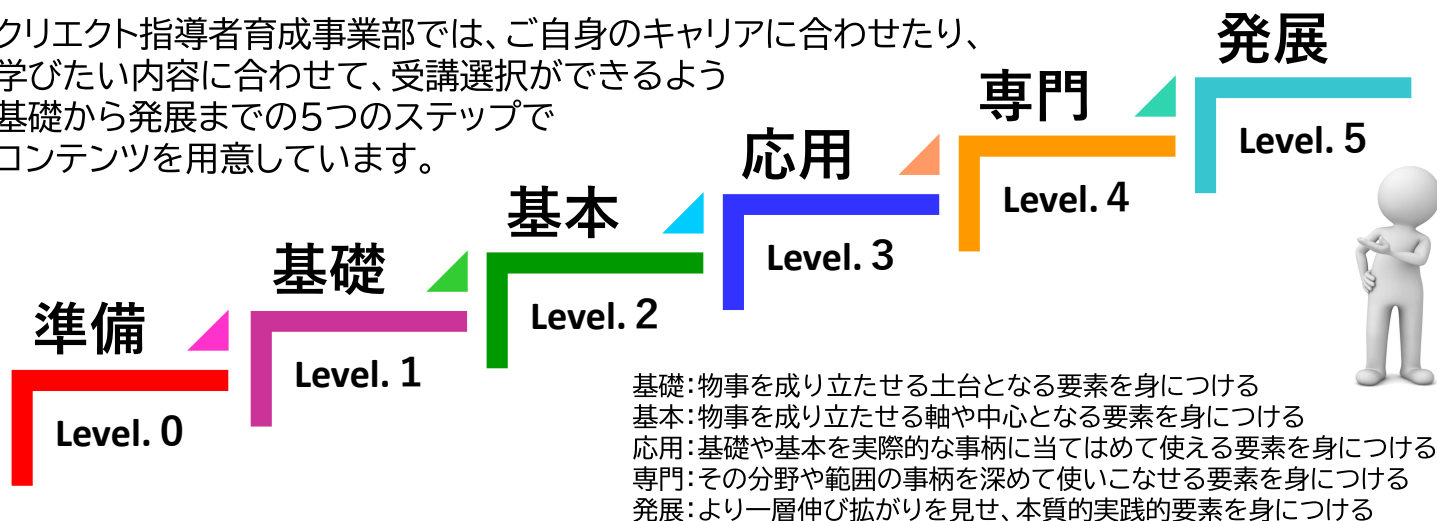 クリエクト指導者育成事業部では、ご自身のキャリアに合わせたり、
学びたい内容に合わせて、受講選択ができるよう
基礎から発展までの5つのステップで
コンテンツを用意しています。
準備
Level. 0
基礎
Level. 1
基本
Level. 2
応用
Level. 3
専門
Level. 4
発展
Level. 5
基礎：物事を成り立たせる土台となる要素を身につける
基本：物事を成り立たせる軸や中心となる要素を身につける
応用：基礎や基本を実際的な事柄に当てはめて使える要素を身につける
専門：その分野や範囲の事柄を深めて使いこなせる要素を身につける
発展：より一層伸び拡がりを見せ、本質的実践的要素を身につける